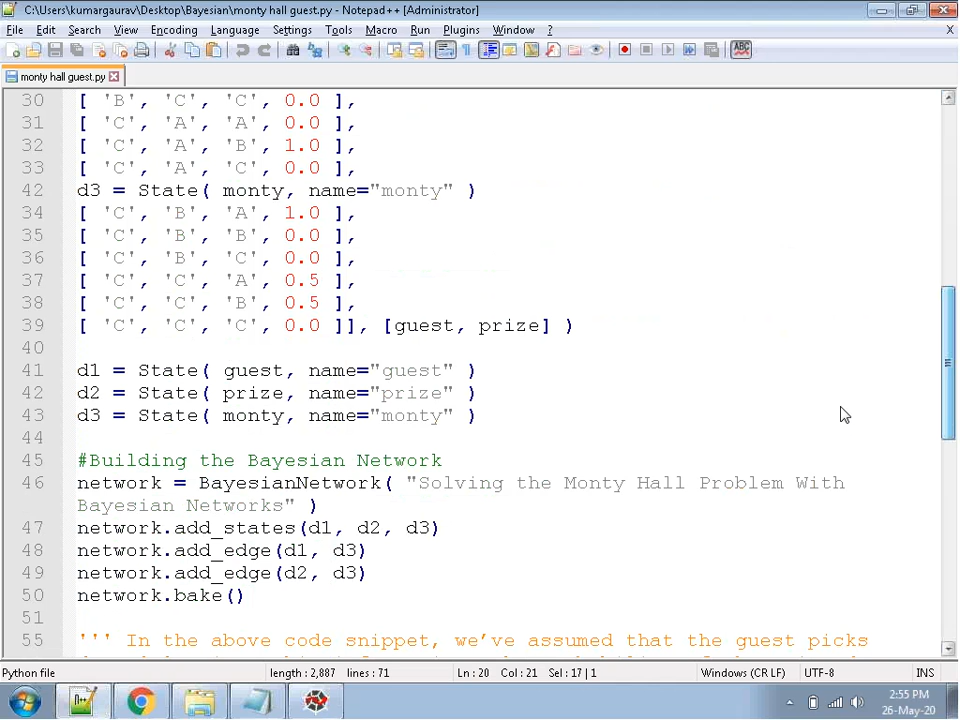 C:\Users\kumargaurav\Desktop\Bayesian\monty hall guest.py - Notepad++ [Administrator]
File Edit Search View Encoding Language Settings Tools Macro Run Plugins Window ? X
ABC
monty hall guest.py
30 [ 'B', 'C', 'C', 0.0 ],
31 [ 'C', 'A', 'A', 0.0 ],
32 [ 'C', 'A', 'B', 1.0 ],
33 [ 'C', 'A', 'C', 0.0 ],
42 d3 = State( monty, name="monty" )
34 [ 'C', 'B', 'A', 1.0 ],
35 [ 'C', 'B', 'B', 0.0 ],
36 [ 'C', 'B', 'C', 0.0 ],
37 [ 'C', 'C', 'A', 0.5 ],
38 [ 'C', 'C', 'B', 0.5 ],
39 [ 'C', 'C', 'C', 0.0 ]], [guest, prize] )
40
41 d1 = State( guest, name="guest" )
42 d2 = State( prize, name="prize" )
43 d3 = State( monty, name="monty" )
44
45 #Building the Bayesian Network
46 network = BayesianNetwork( "Solving the Monty Hall Problem With
Bayesian Networks" )
47 network.add_states(d1, d2, d3)
48 network.add_edge(d1, d3)
49 network.add_edge(d2, d3)
50 network.bake()
51
55 ''' In the above code snippet, we've assumed that the guest picks
Python file length : 2,887 lines : 71 Ln : 20 Col : 21 Sel : 17 | 1 Windows (CR LF) UTF-8 INS
2:55 PM
26-May-20